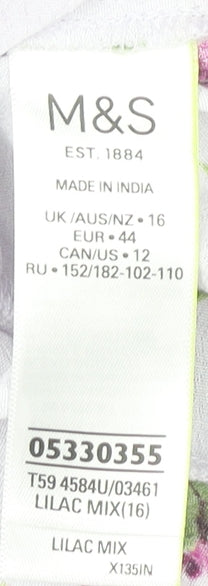 M&S
EST. 1884
MADE IN INDIA
UK /AUS/NZ • 16
EUR • 44
CAN/US • 12
RU • 152/182-102-110
05330355
T59 4584U/03461
LILAC MIX(16)
LILAC MIX
X135IN